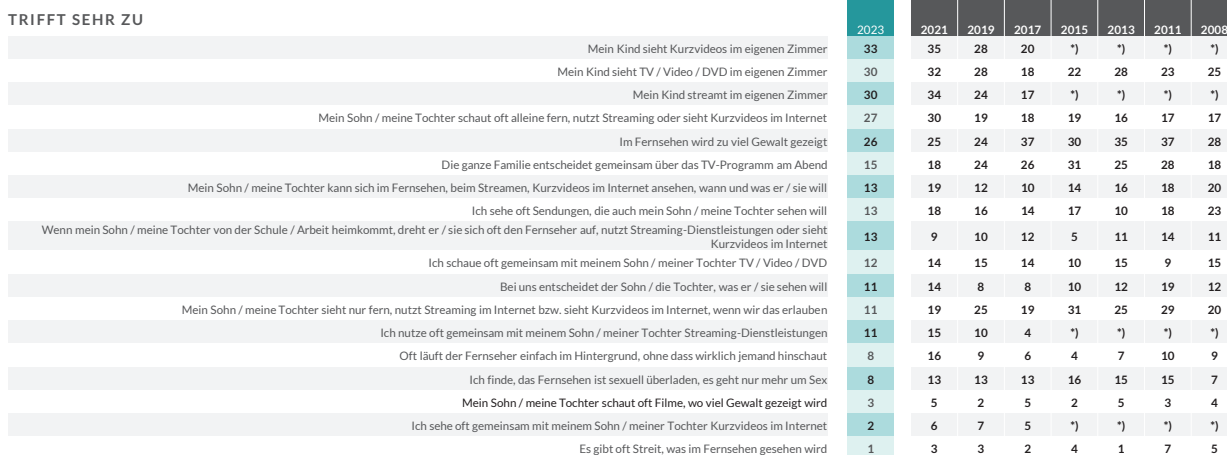 TRIFFT SEHR ZU
2023 2021 2019 2017 2015 2013 2011 2008
Mein Kind sieht Kurzvideos im eigenen Zimmer 33 35 28 20 *) *) *) *)
Mein Kind sieht TV / Video / DVD im eigenen Zimmer 30 32 28 18 22 28 23 25
Mein Kind streamt im eigenen Zimmer 30 34 24 17 *) *) *) *)
Mein Sohn / meine Tochter schaut oft alleine fern, nutzt Streaming oder sieht Kurzvideos im Internet 27 30 19 18 19 16 17 17
Im Fernsehen wird zu viel Gewalt gezeigt 26 25 24 37 30 35 37 28
Die ganze Familie entscheidet gemeinsam über das TV-Programm am Abend 15 18 24 26 31 25 28 18
Mein Sohn / meine Tochter kann sich im Fernsehen, beim Streamen, Kurzvideos im Internet ansehen, wann und was er / sie will 13 19 12 10 14 16 18 20
Ich sehe oft Sendungen, die auch mein Sohn / meine Tochter sehen will 13 18 16 14 17 10 18 23
Wenn mein Sohn / meine Tochter von der Schule / Arbeit heimkommt, dreht er / sie sich oft den Fernseher auf, nutzt Streaming-Dienstleistungen oder sieht
Kurzvideos im Internet 13 9 10 12 5 11 14 11
Ich schaue oft gemeinsam mit meinem Sohn / meiner Tochter TV / Video / DVD 12 14 15 14 10 15 9 15
Bei uns entscheidet der Sohn / die Tochter, was er / sie sehen will 11 14 8 8 10 12 19 12
Mein Sohn / meine Tochter sieht nur fern, nutzt Streaming im Internet bzw. sieht Kurzvideos im Internet, wenn wir das erlauben 11 19 25 19 31 25 29 20
Ich nutze oft gemeinsam mit meinem Sohn / meiner Tochter Streaming-Dienstleistungen 11 15 10 4 *) *) *) *)
Oft läuft der Fernseher einfach im Hintergrund, ohne dass wirklich jemand hinschaut 8 16 9 6 4 7 10 9
Ich finde, das Fernsehen ist sexuell überladen, es geht nur mehr um Sex 8 13 13 13 16 15 15 7
Mein Sohn / meine Tochter schaut oft Filme, wo viel Gewalt gezeigt wird 3 5 2 5 2 5 3 4
Ich sehe oft gemeinsam mit meinem Sohn / meiner Tochter Kurzvideos im Internet 2 6 7 5 *) *) *) *)
Es gibt oft Streit, was im Fernsehen gesehen wird 1 3 3 2 4 1 7 5